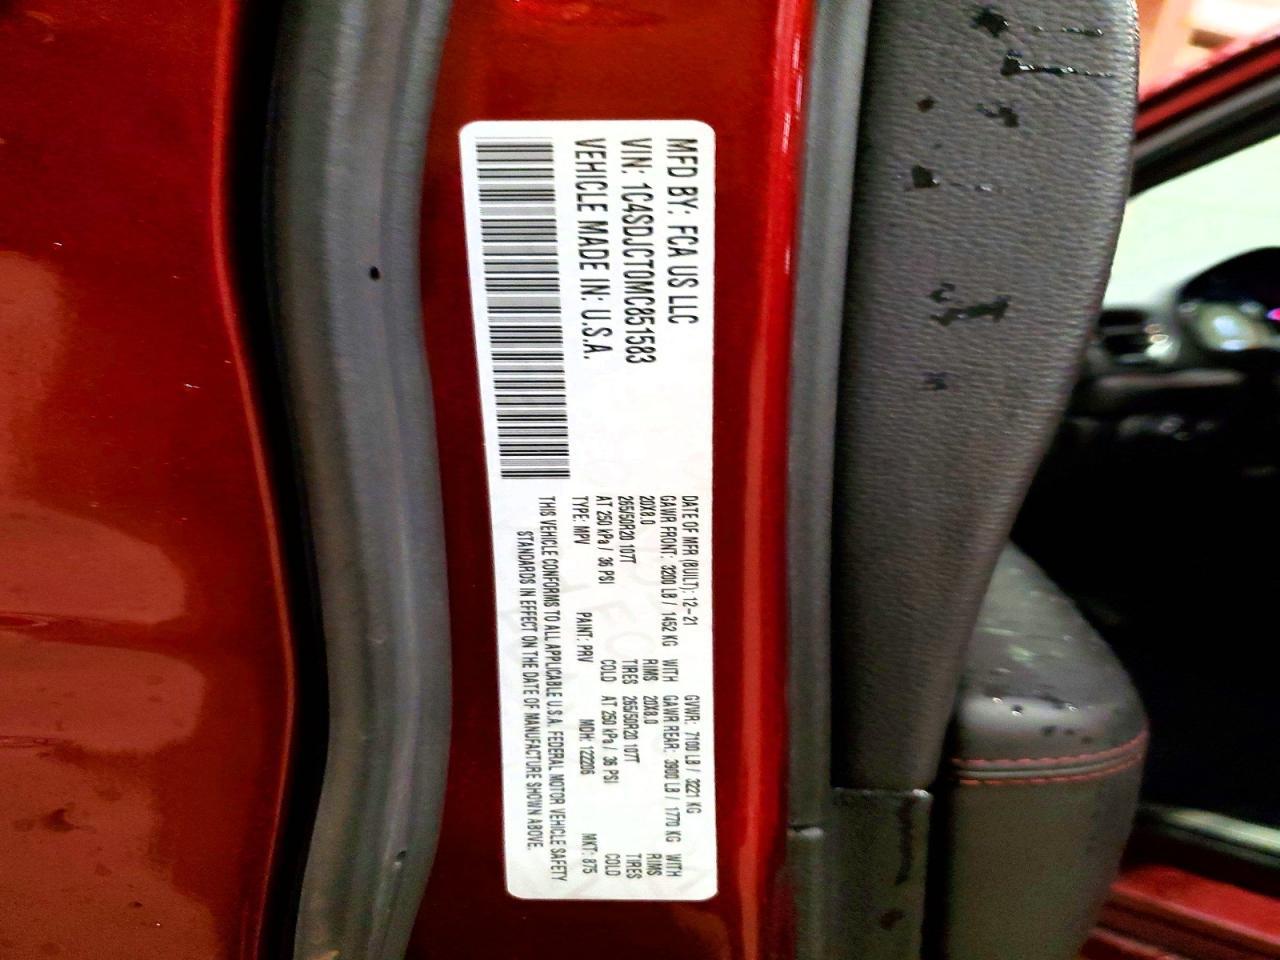 MFD BY: FCA US LLC
VIN: 1C4SDJCT0MC851583
VEHICLE MADE IN: U.S.A.
DATE OF MFR (BUILT): 12-21 GVWR: 7100 LB / 3221 KG
GAWR FRONT: 3200 LB / 1452 KG WITH GAWR REAR: 3900 LB / 1770 KG WITH
20X8.0 RIMS 20X8.0 RIMS
265/50R20 107T TIRES 265/50R20 107T TIRES
AT 250 kPa / 36 PSI COLD AT 250 kPa / 36 PSI COLD
TYPE: MPV PAINT: PRV MDH: 122206 MKT: 875
THIS VEHICLE CONFORMS TO ALL APPLICABLE U.S.A. FEDERAL MOTOR VEHICLE SAFETY
STANDARDS IN EFFECT ON THE DATE OF MANUFACTURE SHOWN ABOVE.